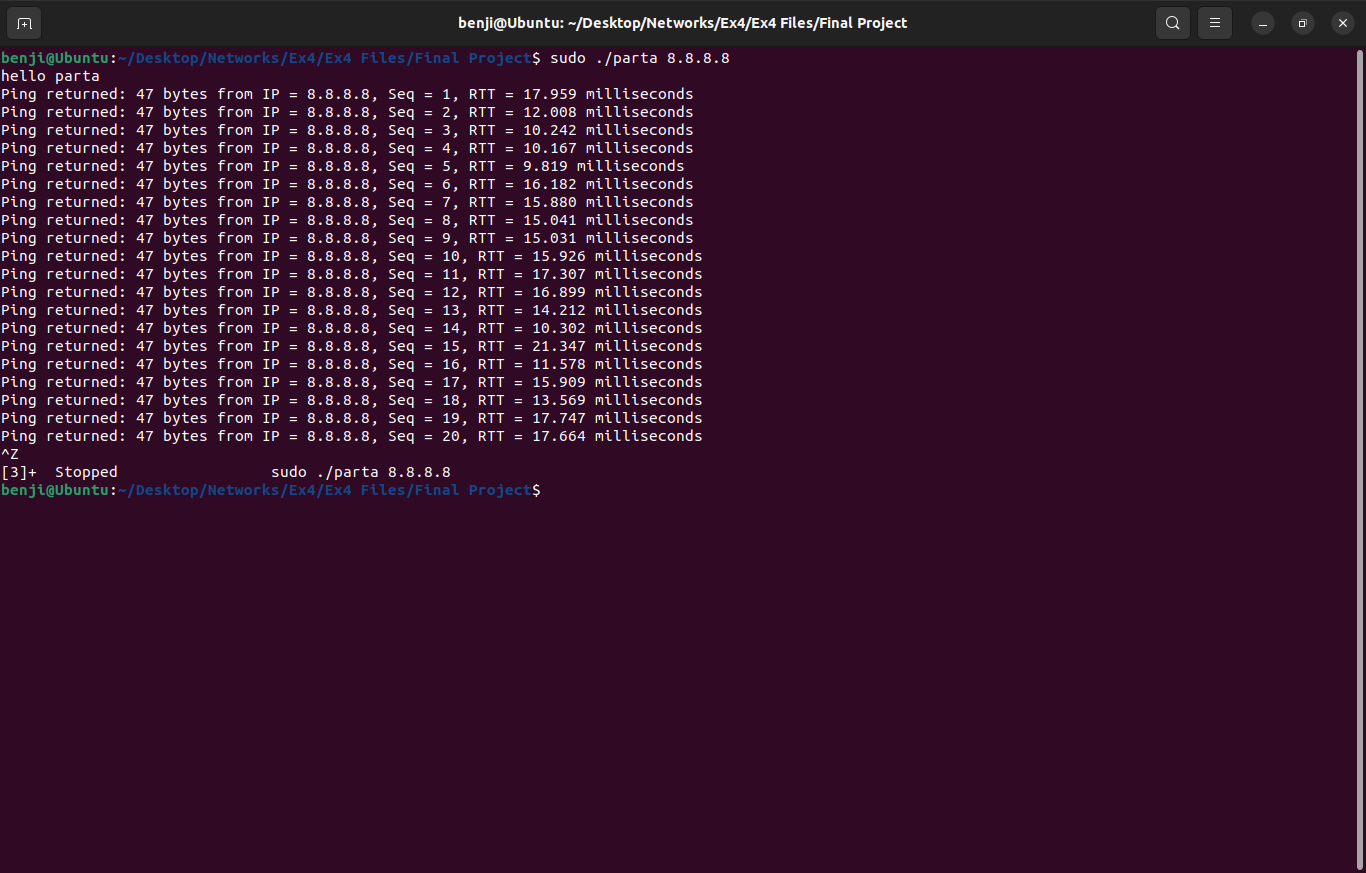 benji@Ubuntu: ~/Desktop/Networks/Ex4/Ex4 Files/Final Project
benji@Ubuntu:~/Desktop/Networks/Ex4/Ex4 Files/Final Project$ sudo ./parta 8.8.8.8
hello parta
Ping returned: 47 bytes from IP = 8.8.8.8, Seq = 1, RTT = 17.959 milliseconds
Ping returned: 47 bytes from IP = 8.8.8.8, Seq = 2, RTT = 12.008 milliseconds
Ping returned: 47 bytes from IP = 8.8.8.8, Seq = 3, RTT = 10.242 milliseconds
Ping returned: 47 bytes from IP = 8.8.8.8, Seq = 4, RTT = 10.167 milliseconds
Ping returned: 47 bytes from IP = 8.8.8.8, Seq = 5, RTT = 9.819 milliseconds
Ping returned: 47 bytes from IP = 8.8.8.8, Seq = 6, RTT = 16.182 milliseconds
Ping returned: 47 bytes from IP = 8.8.8.8, Seq = 7, RTT = 15.880 milliseconds
Ping returned: 47 bytes from IP = 8.8.8.8, Seq = 8, RTT = 15.041 milliseconds
Ping returned: 47 bytes from IP = 8.8.8.8, Seq = 9, RTT = 15.031 milliseconds
Ping returned: 47 bytes from IP = 8.8.8.8, Seq = 10, RTT = 15.926 milliseconds
Ping returned: 47 bytes from IP = 8.8.8.8, Seq = 11, RTT = 17.307 milliseconds
Ping returned: 47 bytes from IP = 8.8.8.8, Seq = 12, RTT = 16.899 milliseconds
Ping returned: 47 bytes from IP = 8.8.8.8, Seq = 13, RTT = 14.212 milliseconds
Ping returned: 47 bytes from IP = 8.8.8.8, Seq = 14, RTT = 10.302 milliseconds
Ping returned: 47 bytes from IP = 8.8.8.8, Seq = 15, RTT = 21.347 milliseconds
Ping returned: 47 bytes from IP = 8.8.8.8, Seq = 16, RTT = 11.578 milliseconds
Ping returned: 47 bytes from IP = 8.8.8.8, Seq = 17, RTT = 15.909 milliseconds
Ping returned: 47 bytes from IP = 8.8.8.8, Seq = 18, RTT = 13.569 milliseconds
Ping returned: 47 bytes from IP = 8.8.8.8, Seq = 19, RTT = 17.747 milliseconds
Ping returned: 47 bytes from IP = 8.8.8.8, Seq = 20, RTT = 17.664 milliseconds
^Z
[3]+  Stopped                 sudo ./parta 8.8.8.8
benji@Ubuntu:~/Desktop/Networks/Ex4/Ex4 Files/Final Project$